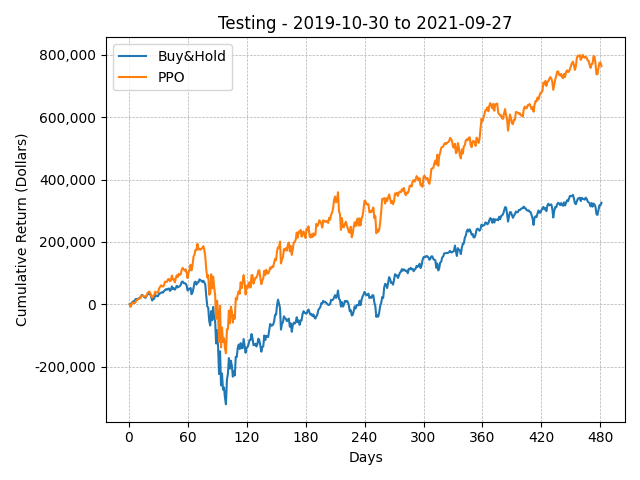 Testing - 2019-10-30 to 2021-09-27
Buy&Hold
PPO
Cumulative Return (Dollars)
800,000
600,000
400,000
200,000
0
-200,000
0 60 120 180 240 300 360 420 480
Days